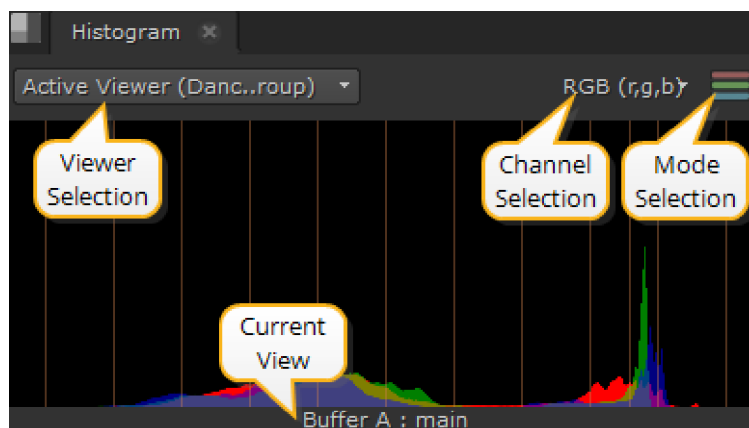 Histogram
Active Viewer (Danc..roup)
RGB (r,g,b)
Viewer
Selection
Channel
Selection
Mode
Selection
Current
View
Buffer A : main